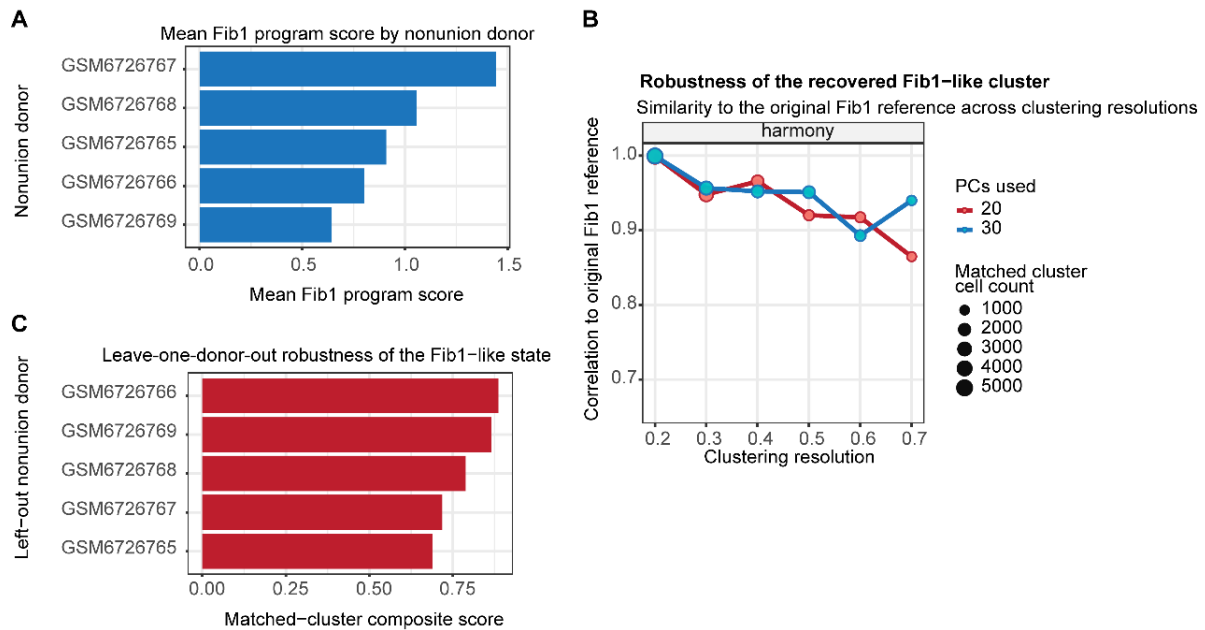 A
Mean Fib1 program score by nonunion donor
Nonunion donor
GSM6726767
GSM6726768
GSM6726765
GSM6726766
GSM6726769
0.0 0.5 1.0 1.5
Mean Fib1 program score
B
Robustness of the recovered Fib1−like cluster
Similarity to the original Fib1 reference across clustering resolutions
harmony
Correlation to original Fib1 reference
1.0
0.9
0.8
0.7
0.2 0.3 0.4 0.5 0.6 0.7
Clustering resolution
PCs used
20
30
Matched cluster
cell count
1000
2000
3000
4000
5000
C
Leave−one−donor−out robustness of the Fib1−like state
Left−out nonunion donor
GSM6726766
GSM6726769
GSM6726768
GSM6726767
GSM6726765
0.00 0.25 0.50 0.75
Matched−cluster composite score